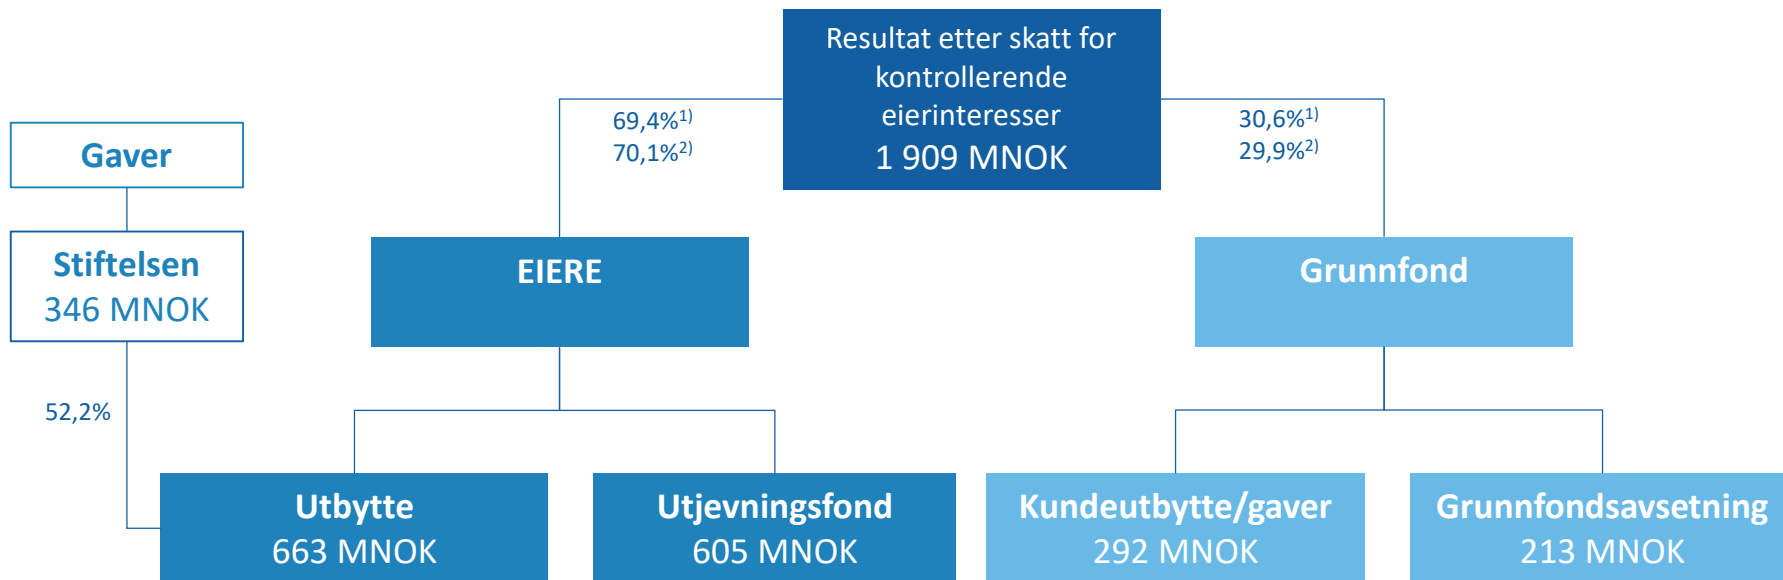 Resultat etter skatt for
kontrollerende
eierinteresser
1 909 MNOK
69,4%1)
70,1%2)
30,6%1)
29,9%2)
Gaver
Stiftelsen
346 MNOK
52,2%
EIERE
Grunnfond
Utbytte
663 MNOK
Utjevningsfond
605 MNOK
Kundeutbytte/gaver
292 MNOK
Grunnfondsavsetning
213 MNOK